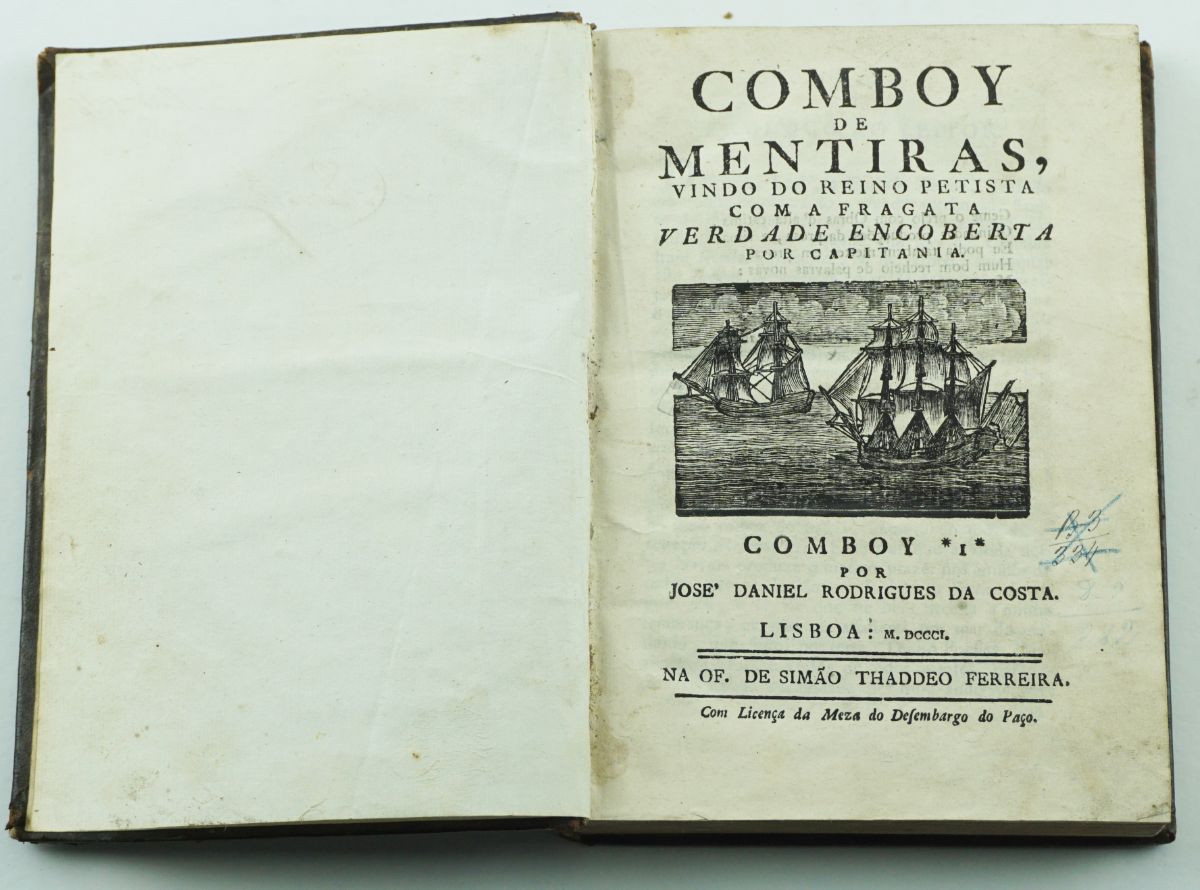 COMBOY
DE
MENTIRAS,
VINDO DO REINO PETISTA
COM A FRAGATA
VERDADE ENCOBERTA
POR CAPITANIA.
COMBOY *I*
POR
JOSE' DANIEL RODRIGUES DA COSTA.
LISBOA: M. DCCCI.
NA OF. DE SIMÃO THADDEO FERREIRA.
Com Licença da Meza do Deſembargo do Paço.